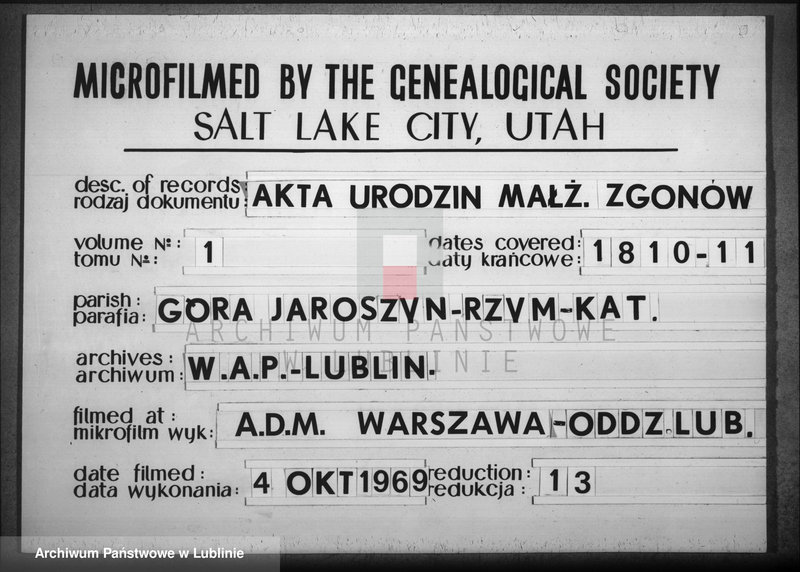 MICROFILMED BY THE GENEALOGICAL SOCIETY
SALT LAKE CITY, UTAH
desc. of records
rodzaj dokumentu: AKTA URODZIN MAŁŻ. ZGONÓW
volume №:
tomu №: 1
dates covered:
daty krańcowe: 1810-11
parish:
parafia: GÓRA JAROSZYN-RZYM-KAT.
ARCHIWUM PAŃSTWOWE
W LUBLINIE
archives:
archiwum: W.A.P.-LUBLIN.
filmed at:
mikrofilm wyk: A.D.M. WARSZAWA-ODDZ.LUB.
date filmed:
data wykonania: 4 OKT1969
reduction:
redukcja: 13
Archiwum Państwowe w Lublinie